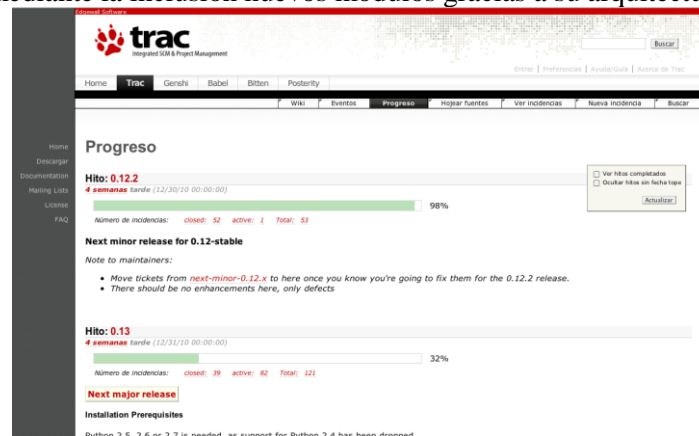 mediante la inclusión nuevos módulos gracias a su arquitect
Edgewall Software
trac
Integrated SCM & Project Management
Buscar
Entrar | Preferencias | Ayuda/Guía | Acerca de Trac
Home Trac Genshi Babel Bitten Posterity
Wiki Eventos Progreso Hojear fuentes Ver incidencias Nueva incidencia Buscar
Home
Descargar
Documentation
Mailing Lists
License
FAQ
Progreso
Ver hitos completados
Ocultar hitos sin fecha tope
Actualizar
Hito: 0.12.2
4 semanas tarde (12/30/10 00:00:00)
98%
Número de incidencias: closed: 52 active: 1 Total: 53
Next minor release for 0.12-stable
Note to maintainers:
• Move tickets from next-minor-0.12.x to here once you know you're going to fix them for the 0.12.2 release.
• There should be no enhancements here, only defects
Hito: 0.13
4 semanas tarde (12/31/10 00:00:00)
32%
Número de incidencias: closed: 39 active: 82 Total: 121
Next major release
Installation Prerequisites
Python 2.5, 2.6 or 2.7 is needed, as support for Python 2.4 has been dropped